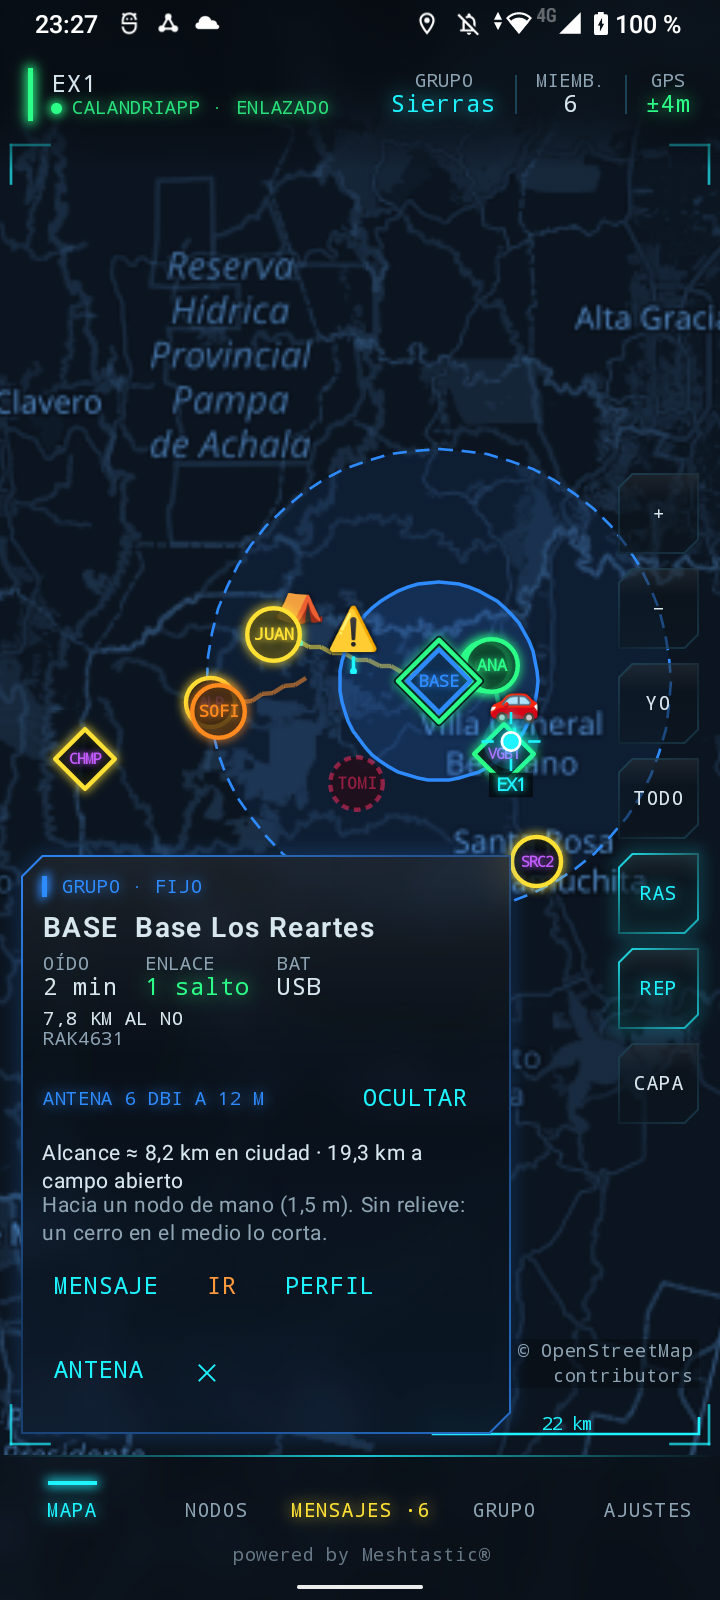 23:27
4G
100 %
EX1
CALANDRIAPP · ENLAZADO
GRUPO
Sierras
MIEMB.
6
GPS
±4m
Reserva
Hídrica
Provincial
Pampa
de Achala
Alta Graci
Clavero
JUAN
SOFI
CHMP
TOMI
BASE
ANA
Villa General
Belgrano
EX1
Santa Rosa
SRC2
+
−
YO
TODO
RAS
REP
CAPA
GRUPO · FIJO
BASE Base Los Reartes
OÍDO ENLACE BAT
2 min 1 salto USB
7,8 KM AL NO
RAK4631
ANTENA 6 DBI A 12 M OCULTAR
Alcance ≈ 8,2 km en ciudad · 19,3 km a
campo abierto
Hacia un nodo de mano (1,5 m). Sin relieve:
un cerro en el medio lo corta.
MENSAJE IR PERFIL
ANTENA ×
© OpenStreetMap
contributors
22 km
MAPA NODOS MENSAJES ·6 GRUPO AJUSTES
powered by Meshtastic®